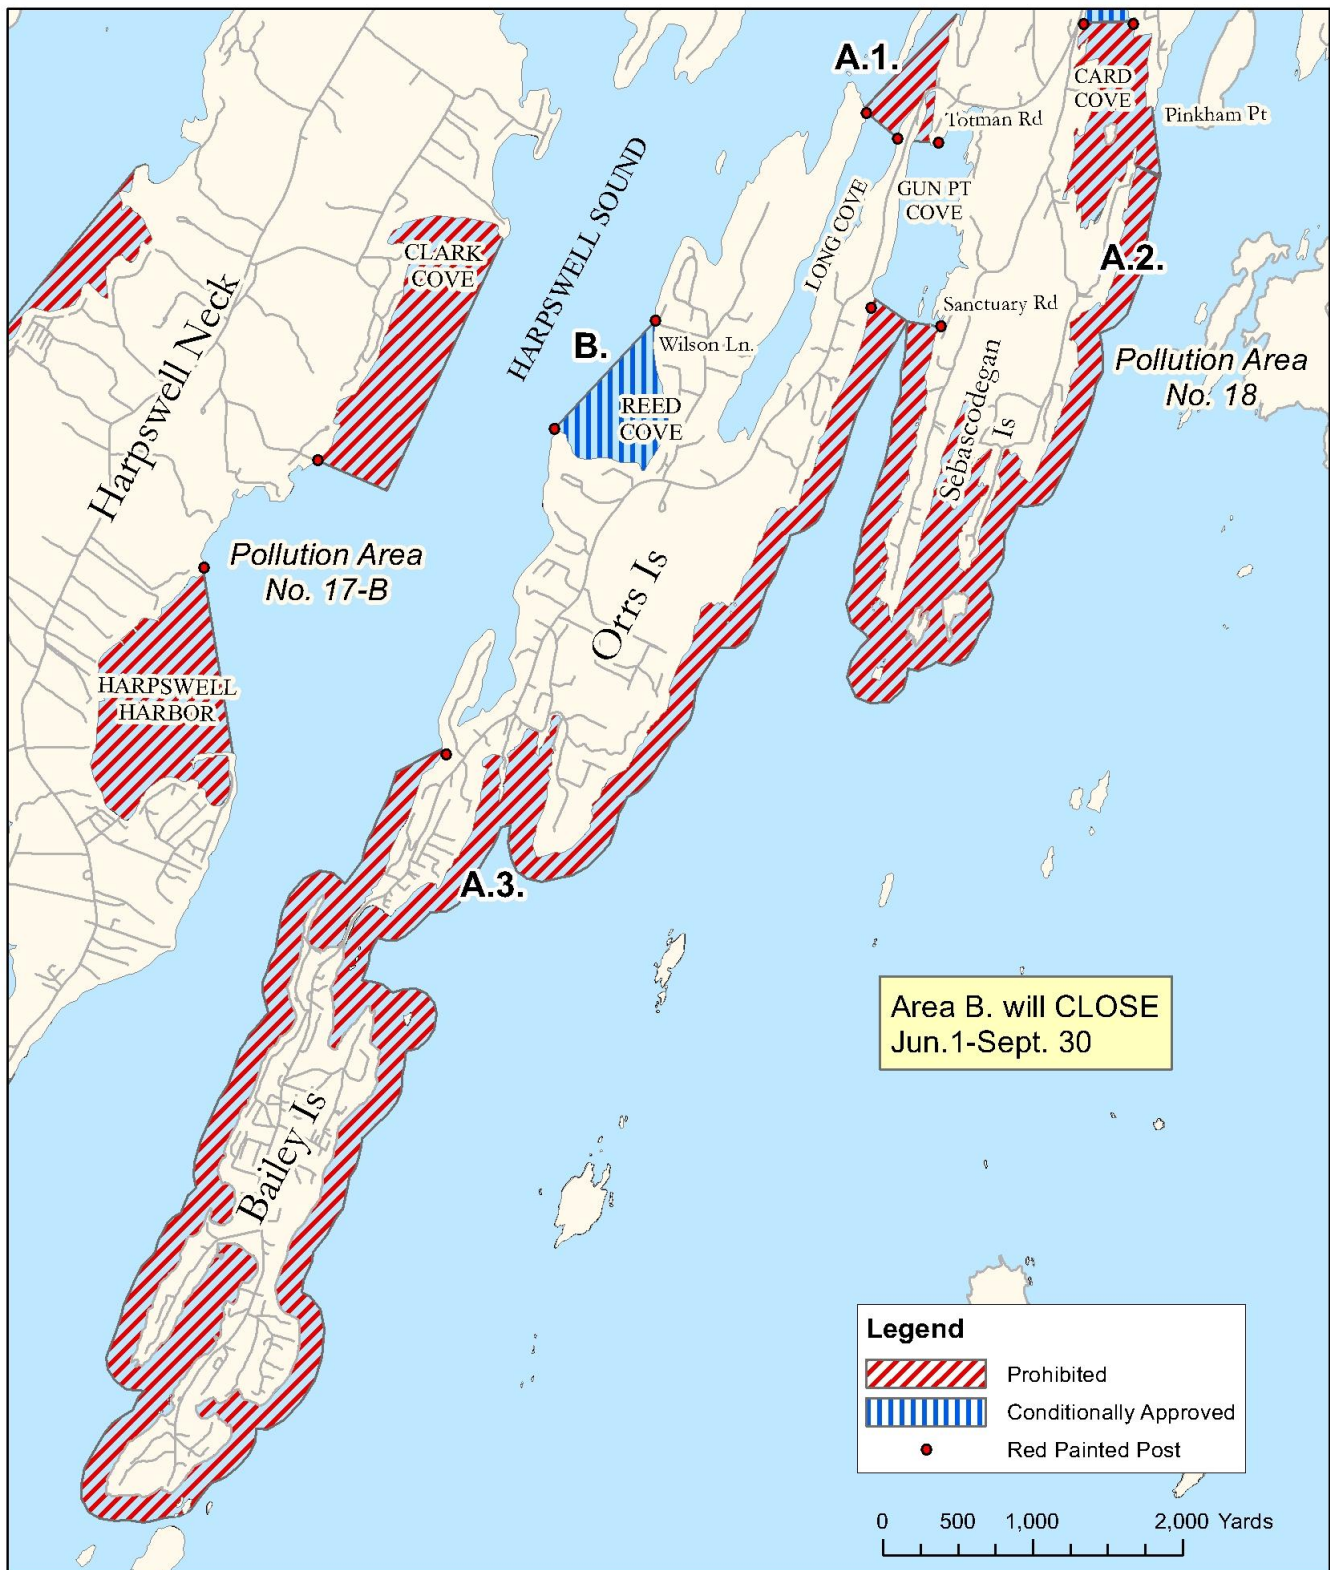 A.1.
CARD
COVE
Totman Rd
Pinkham Pt
HARPSWELL SOUND
GUN PT
COVE
LONG COVE
CLARK
COVE
A.2.
Harpswell Neck
Sanctuary Rd
B.
Wilson Ln.
Pollution Area
No. 18
REED
COVE
Sebascodegan
Is
Pollution Area
No. 17-B
Orrs Is
HARPSWELL
HARBOR
A.3.
Area B. will CLOSE
Jun.1-Sept. 30
Bailey Is
Legend
Prohibited
Conditionally Approved
Red Painted Post
0 500 1,000 2,000 Yards